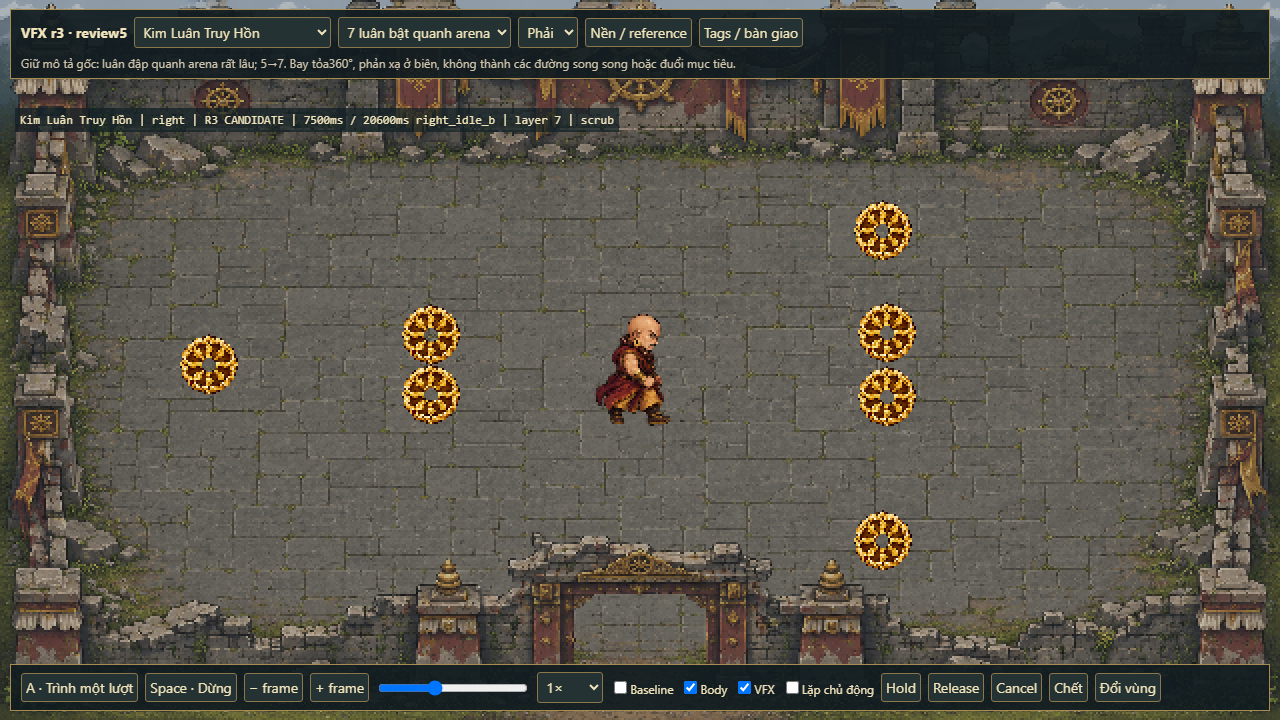 VFX r3 · review5 Kim Luân Truy Hồn 7 luân bật quanh arena Phải Nền / reference Tags / bàn giao
Giữ mô tả gốc: luân đập quanh arena rất lâu; 5→7. Bay tỏa360°, phản xạ ở biên, không thành các đường song song hoặc đuổi mục tiêu.
Kim Luân Truy Hồn | right | R3 CANDIDATE | 7500ms / 20600ms right_idle_b | layer 7 | scrub
A · Trình một lượt Space · Dừng − frame + frame 1× Baseline Body VFX Lặp chủ động Hold Release Cancel Chết Đổi vùng